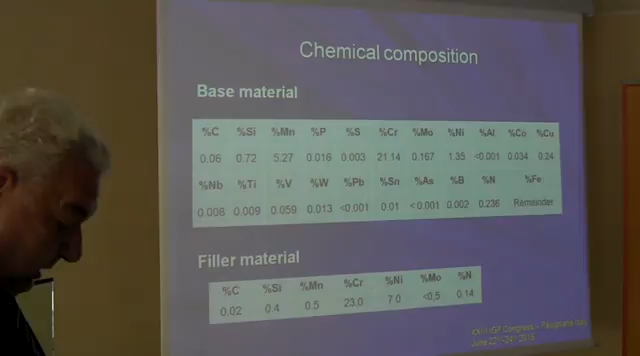 Chemical composition
Base material
%C %Si %Mn %P %S %Cr %Mo %Ni %Al %Co %Cu
0.06 0.72 5.27 0.016 0.003 21.14 0.167 1.35 <0.001 0.034 0.24
%Nb %Ti %V %W %Pb %Sn %As %B %N %Fe
0.008 0.009 0.059 0.013 <0.001 0.01 <0.001 0.002 0.236 Remainder
Filler material
%C %Si %Mn %Cr %Ni %Mo %N
0.02 0.4 0.5 23.0 7.0 <0.5 0.14
Congress
June 22